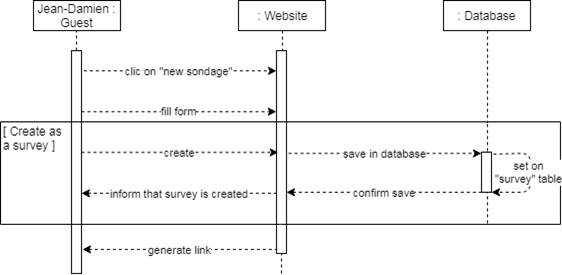 Jean-Damien :
Guest
: Website
: Database
clic on "new sondage"
fill form
[ Create as
a survey ]
create
save in database
set on
"survey" table
inform that survey is created
confirm save
generate link